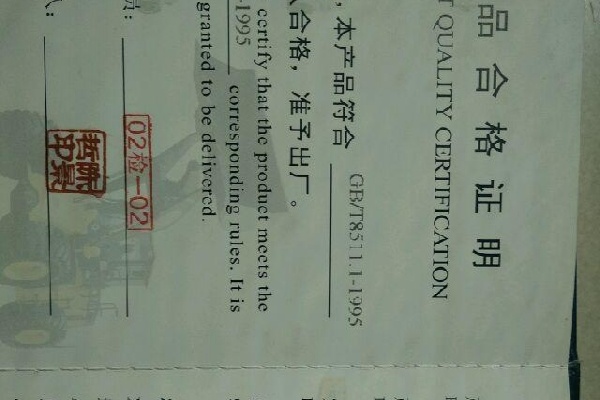 品合格证明
QUALITY CERTIFICATION
，本产品符合 GB/T8511.1-1995
合格，准予出厂。
certify that the product meets the
-1995 corresponding rules. It is
granted to be delivered.
02检—02